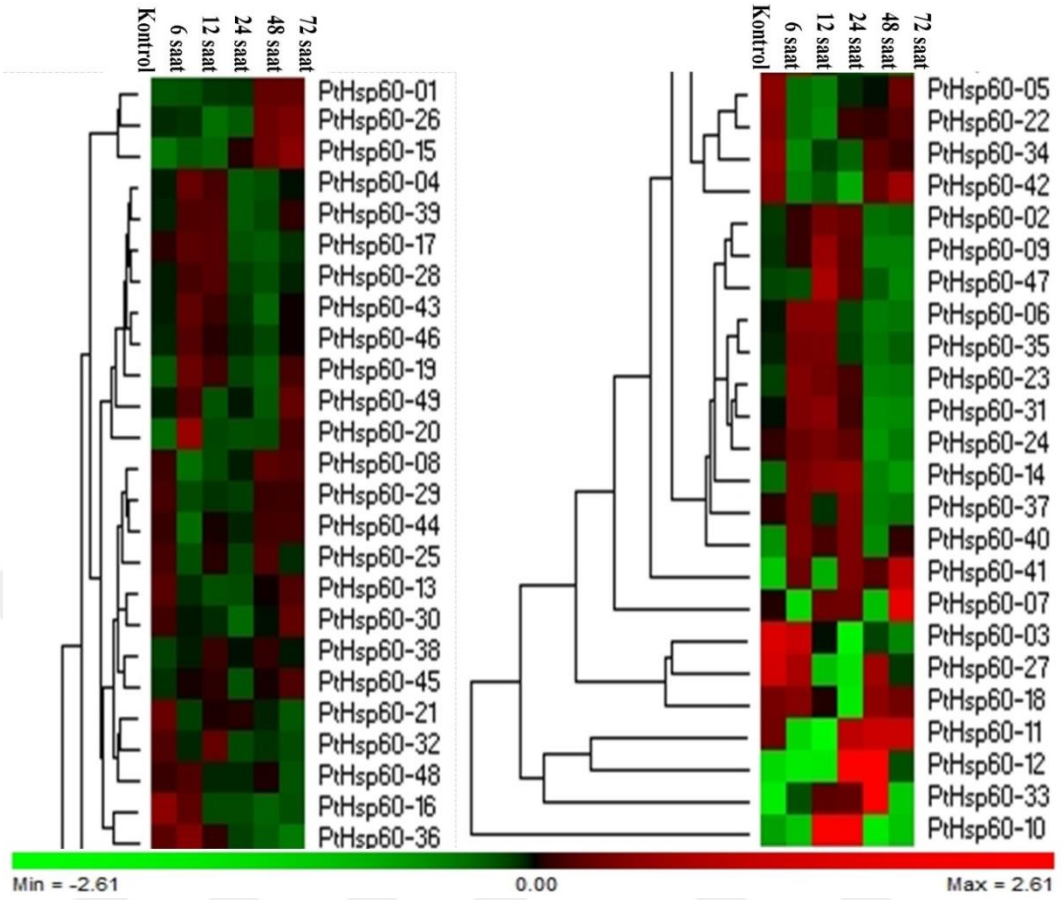 Kontrol
6 saat
12 saat
24 saat
48 saat
72 saat
PtHsp60-01
PtHsp60-26
PtHsp60-15
PtHsp60-04
PtHsp60-39
PtHsp60-17
PtHsp60-28
PtHsp60-43
PtHsp60-46
PtHsp60-19
PtHsp60-49
PtHsp60-20
PtHsp60-08
PtHsp60-29
PtHsp60-44
PtHsp60-25
PtHsp60-13
PtHsp60-30
PtHsp60-38
PtHsp60-45
PtHsp60-21
PtHsp60-32
PtHsp60-48
PtHsp60-16
PtHsp60-36
Kontrol
6 saat
12 saat
24 saat
48 saat
72 saat
PtHsp60-05
PtHsp60-22
PtHsp60-34
PtHsp60-42
PtHsp60-02
PtHsp60-09
PtHsp60-47
PtHsp60-06
PtHsp60-35
PtHsp60-23
PtHsp60-31
PtHsp60-24
PtHsp60-14
PtHsp60-37
PtHsp60-40
PtHsp60-41
PtHsp60-07
PtHsp60-03
PtHsp60-27
PtHsp60-18
PtHsp60-11
PtHsp60-12
PtHsp60-33
PtHsp60-10
Min = -2.61
0.00
Max = 2.61